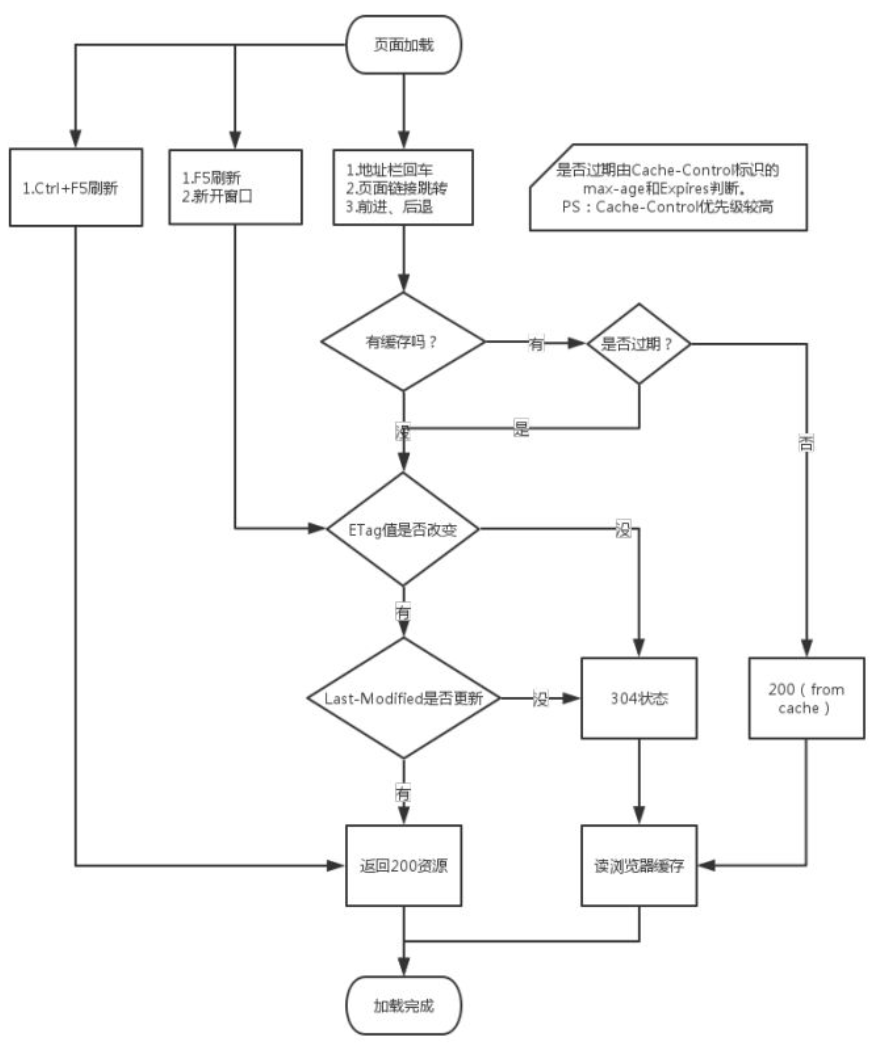 页面加载
1.Ctrl+F5刷新
1.F5刷新
2.新开窗口
1.地址栏回车
2.页面链接跳转
3.前进、后退
是否过期由Cache-Control标识的
max-age和Expires判断。
PS：Cache-Control优先级较高
有缓存吗？
有
是否过期？
没
是
否
ETag值是否改变
没
有
Last-Modified是否更新
没
304状态
200（from
cache）
有
返回200资源
读浏览器缓存
加载完成